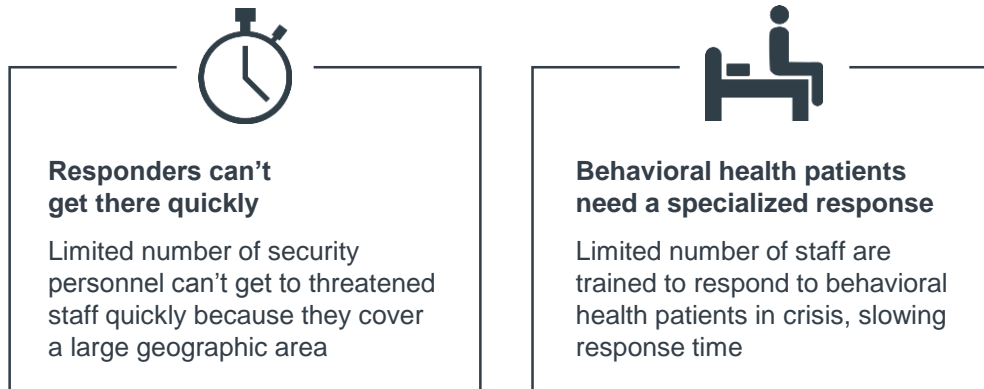 Responders can’t
get there quickly
Limited number of security
personnel can’t get to threatened
staff quickly because they cover
a large geographic area
Behavioral health patients
need a specialized response
Limited number of staff are
trained to respond to behavioral
health patients in crisis, slowing
response time